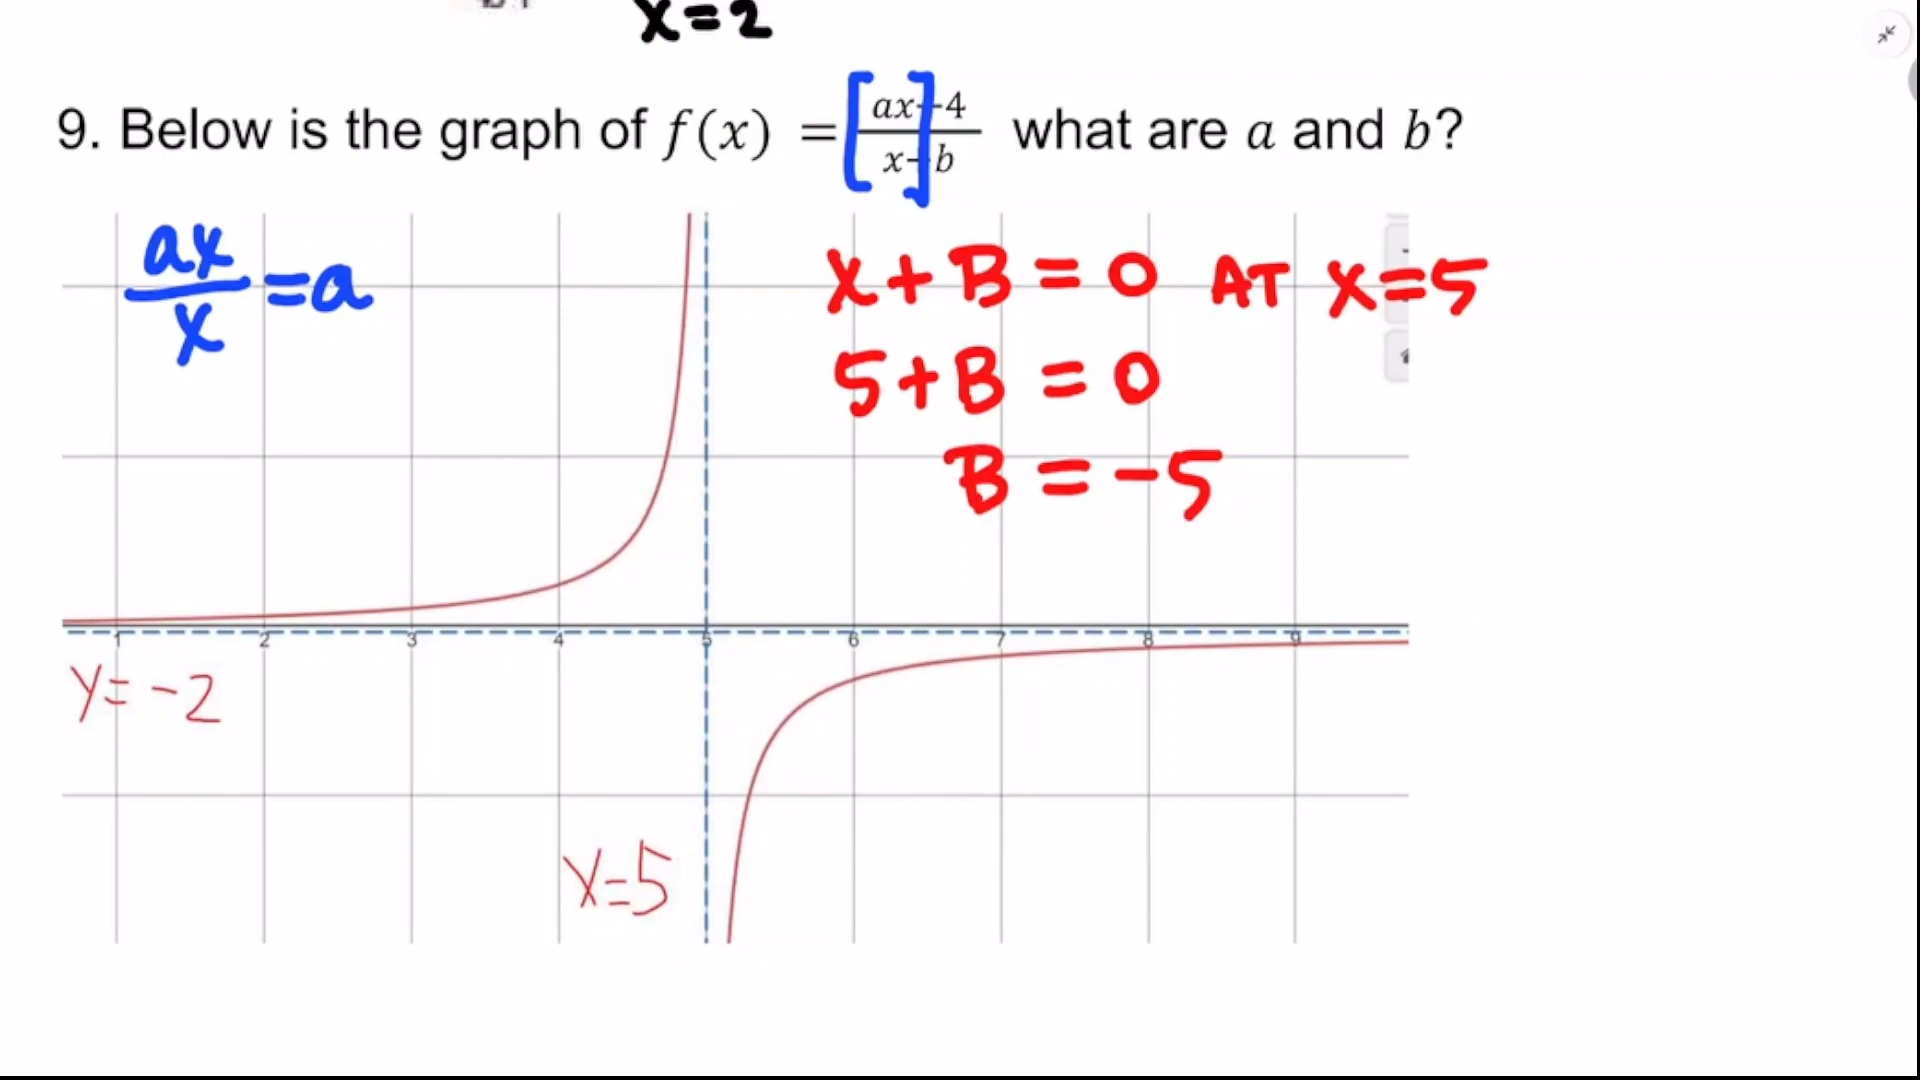 x=2
9. Below is the graph of f(x) = [ax+4]/[x+b] what are a and b?
ax/x = a
x + B = 0 AT x=5
5 + B = 0
B = -5
1 2 3 4 5 6 7 8 9
y = -2
x=5